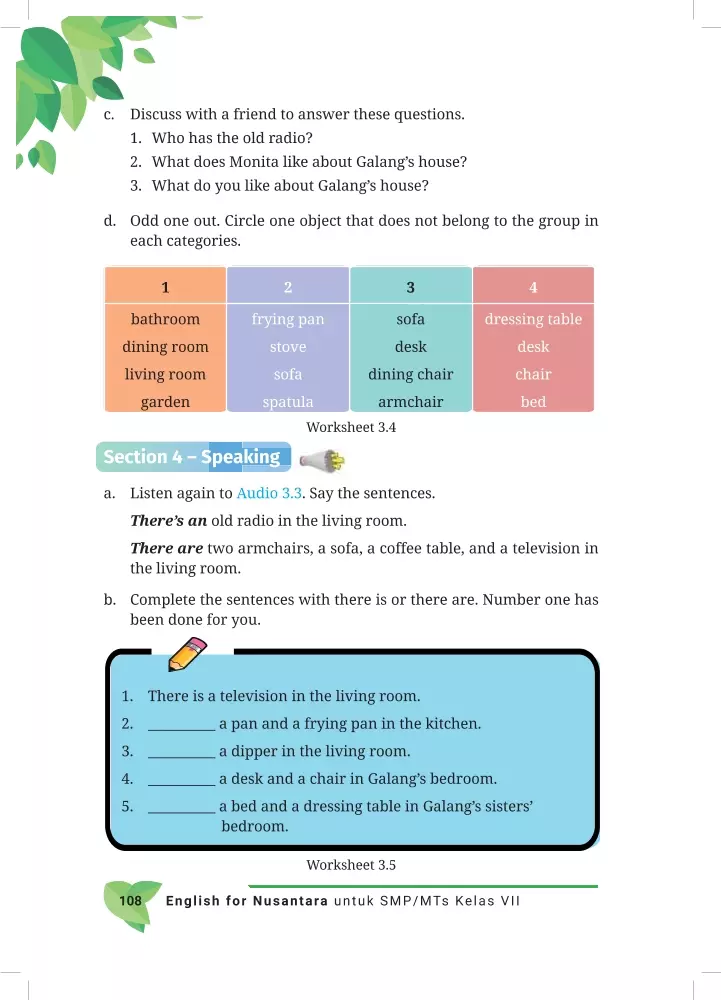 c. Discuss with a friend to answer these questions.
1. Who has the old radio?
2. What does Monita like about Galang’s house?
3. What do you like about Galang’s house?
d. Odd one out. Circle one object that does not belong to the group in
each categories.
1 2 3 4
bathroom frying pan sofa dressing table
dining room stove desk desk
living room sofa dining chair chair
garden spatula armchair bed
Worksheet 3.4
Section 4 – Speaking
a. Listen again to Audio 3.3. Say the sentences.
There’s an old radio in the living room.
There are two armchairs, a sofa, a coffee table, and a television in
the living room.
b. Complete the sentences with there is or there are. Number one has
been done for you.
1. There is a television in the living room.
2. __________ a pan and a frying pan in the kitchen.
3. __________ a dipper in the living room.
4. __________ a desk and a chair in Galang’s bedroom.
5. __________ a bed and a dressing table in Galang’s sisters’
bedroom.
Worksheet 3.5
108 English for Nusantara untuk SMP/MTs Kelas VII